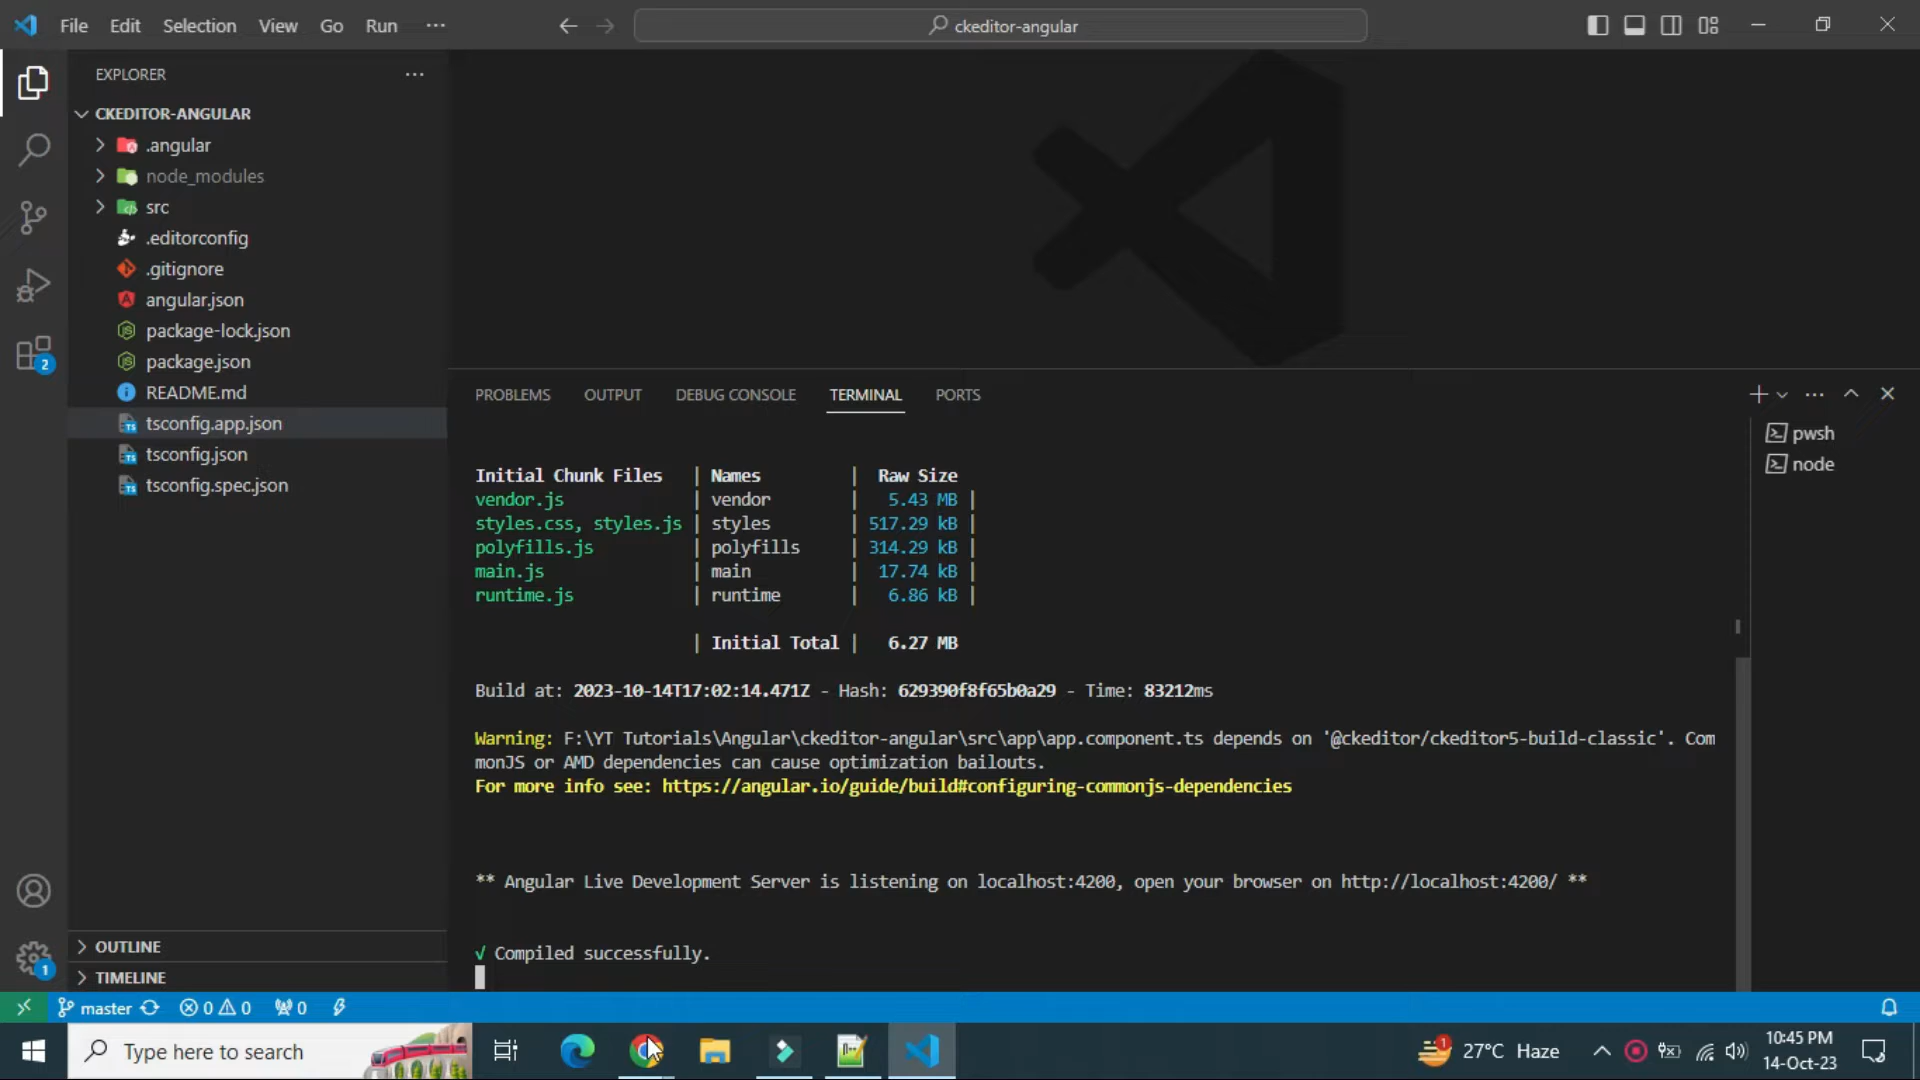 File Edit Selection View Go Run ···
ckeditor-angular
EXPLORER
CKEDITOR-ANGULAR
.angular
node_modules
src
.editorconfig
.gitignore
angular.json
package-lock.json
package.json
README.md
tsconfig.app.json
tsconfig.json
tsconfig.spec.json
2
1
OUTLINE
TIMELINE
PROBLEMS OUTPUT DEBUG CONSOLE TERMINAL PORTS
pwsh
node
Initial Chunk Files | Names | Raw Size
vendor.js | vendor | 5.43 MB |
styles.css, styles.js | styles | 517.29 kB |
polyfills.js | polyfills | 314.29 kB |
main.js | main | 17.74 kB |
runtime.js | runtime | 6.86 kB |
| Initial Total | 6.27 MB
Build at: 2023-10-14T17:02:14.471Z - Hash: 629390f8f65b0a29 - Time: 83212ms
Warning: F:\YT Tutorials\Angular\ckeditor-angular\src\app\app.component.ts depends on '@ckeditor/ckeditor5-build-classic'. Com
monJS or AMD dependencies can cause optimization bailouts.
For more info see: https://angular.io/guide/build#configuring-commonjs-dependencies
** Angular Live Development Server is listening on localhost:4200, open your browser on http://localhost:4200/ **
√ Compiled successfully.
master 0 0 0
Type here to search
1
27°C Haze
10:45 PM
14-Oct-23